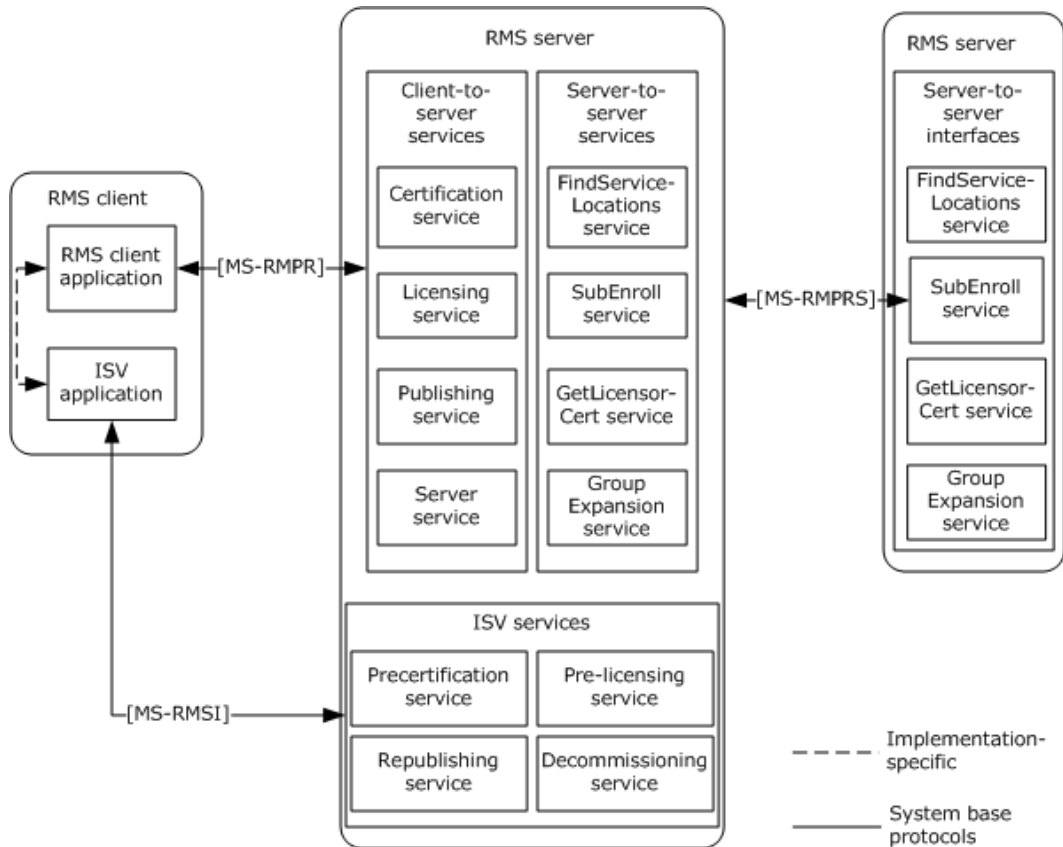 RMS client
RMS client
application
ISV
application
[MS-RMPR]
[MS-RMSI]
RMS server
Client-to-
server
services
Certification
service
Licensing
service
Publishing
service
Server
service
Server-to-
server
services
FindService-
Locations
service
SubEnroll
service
GetLicensor-
Cert service
Group
Expansion
service
ISV services
Precertification
service
Pre-licensing
service
Republishing
service
Decommissioning
service
[MS-RMPRS]
RMS server
Server-to-
server
interfaces
FindService-
Locations
service
SubEnroll
service
GetLicensor-
Cert service
Group
Expansion
service
Implementation-
specific
System base
protocols